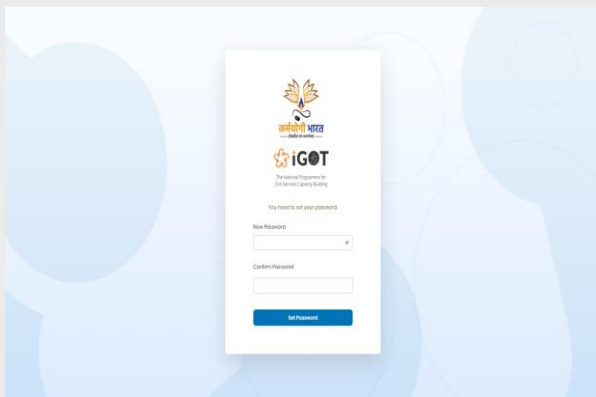 कर्मयोगी भारत
iGOT
The National Programme for
Civil Services Capacity Building
You need to set your password
New Password
Confirm Password
Set Password